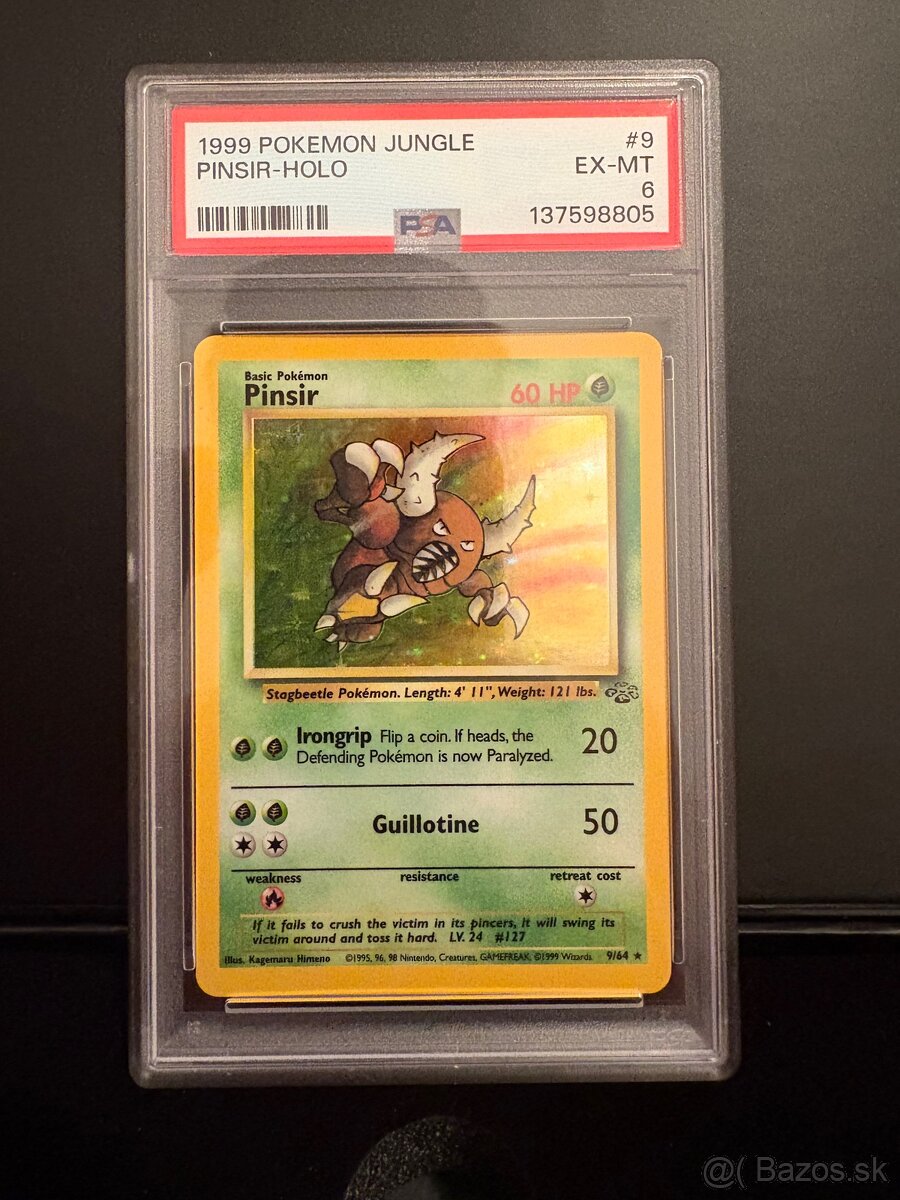 1999 POKEMON JUNGLE #9
PINSIR-HOLO EX-MT
6
137598805
PSA
Basic Pokémon
Pinsir 60 HP
Stagbeetle Pokémon. Length: 4' 11", Weight: 121 lbs.
Irongrip Flip a coin. If heads, the
Defending Pokémon is now Paralyzed. 20
Guillotine 50
weakness resistance retreat cost
If it fails to crush the victim in its pincers, it will swing its
victim around and toss it hard. LV. 24 #127
Illus. Kagemaru Himeno ©1995, 96, 98 Nintendo, Creatures, GAMEFREAK. ©1999 Wizards. 9/64 ★
@( Bazos.sk